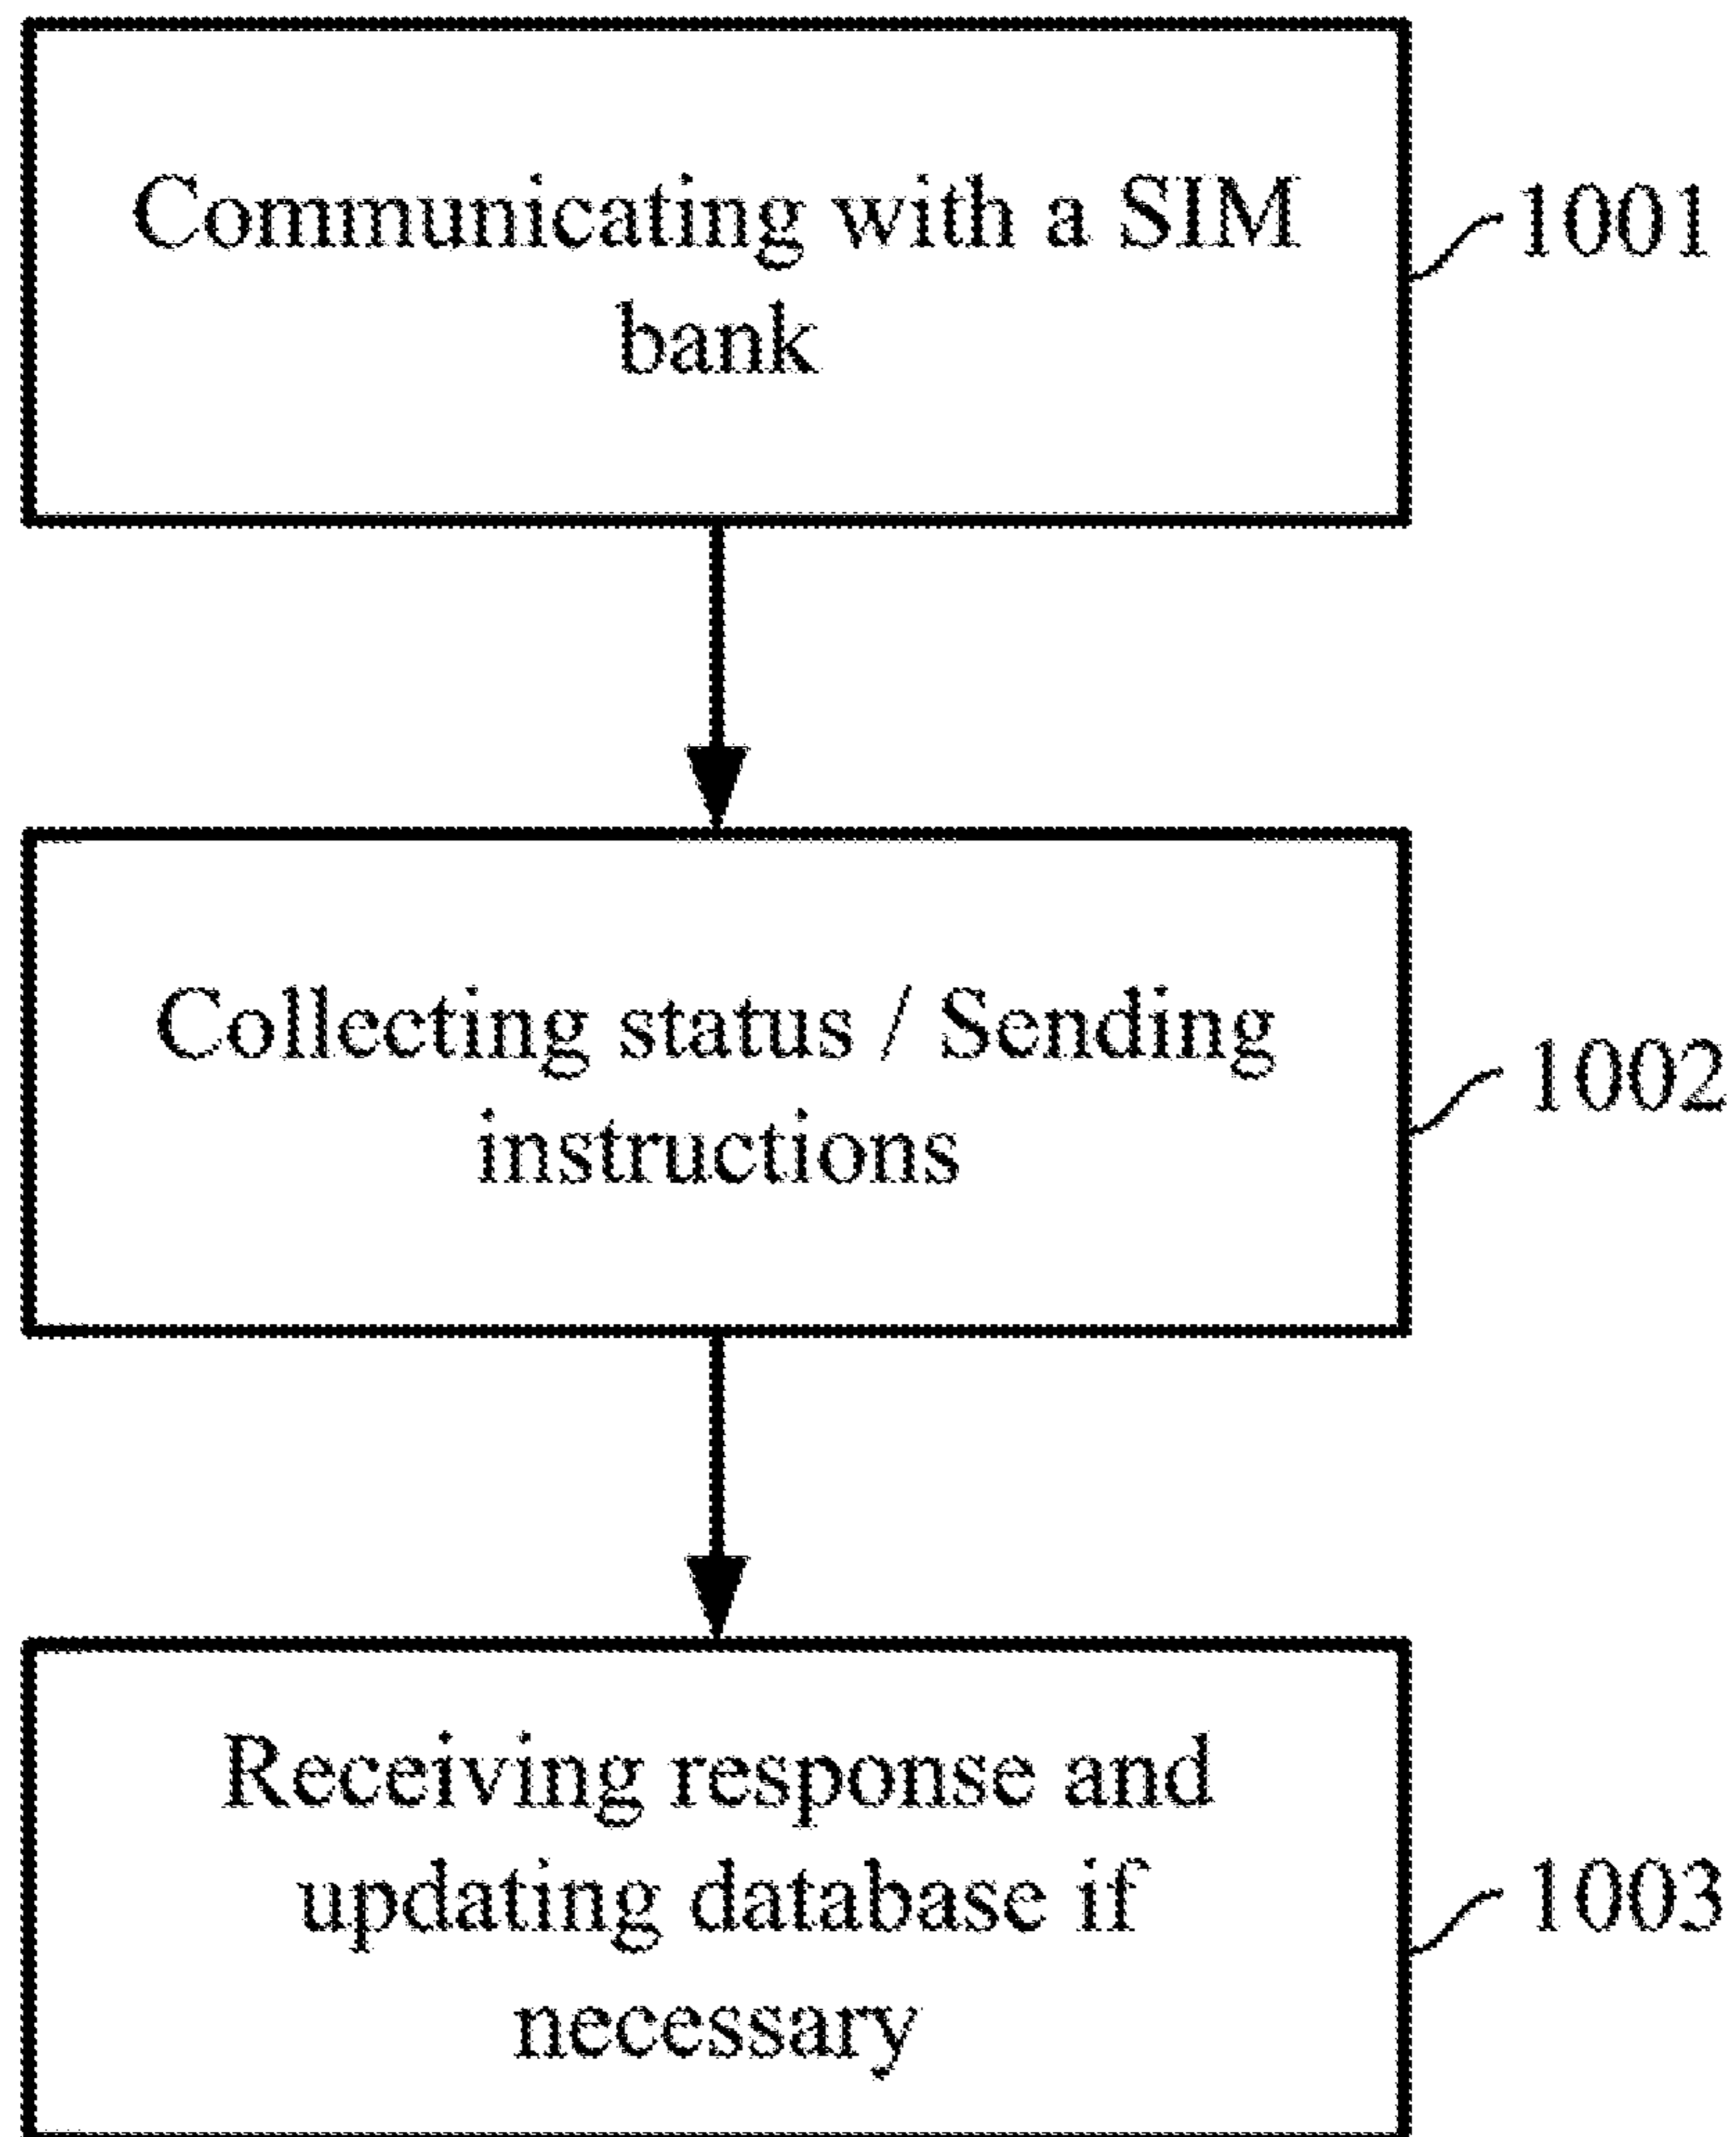 Communicating with a SIM
bank
1001
Collecting status / Sending
instructions
1002
Receiving response and
updating database if
necessary
1003